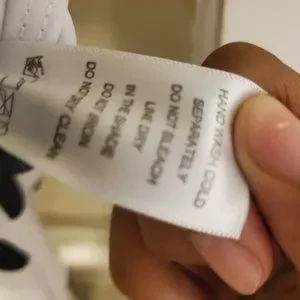 HAND WASH COLD
SEPARATELY
DO NOT BLEACH
LINE DRY
IN THE SHADE
DO NOT IRON
DO NOT DRY CLEAN